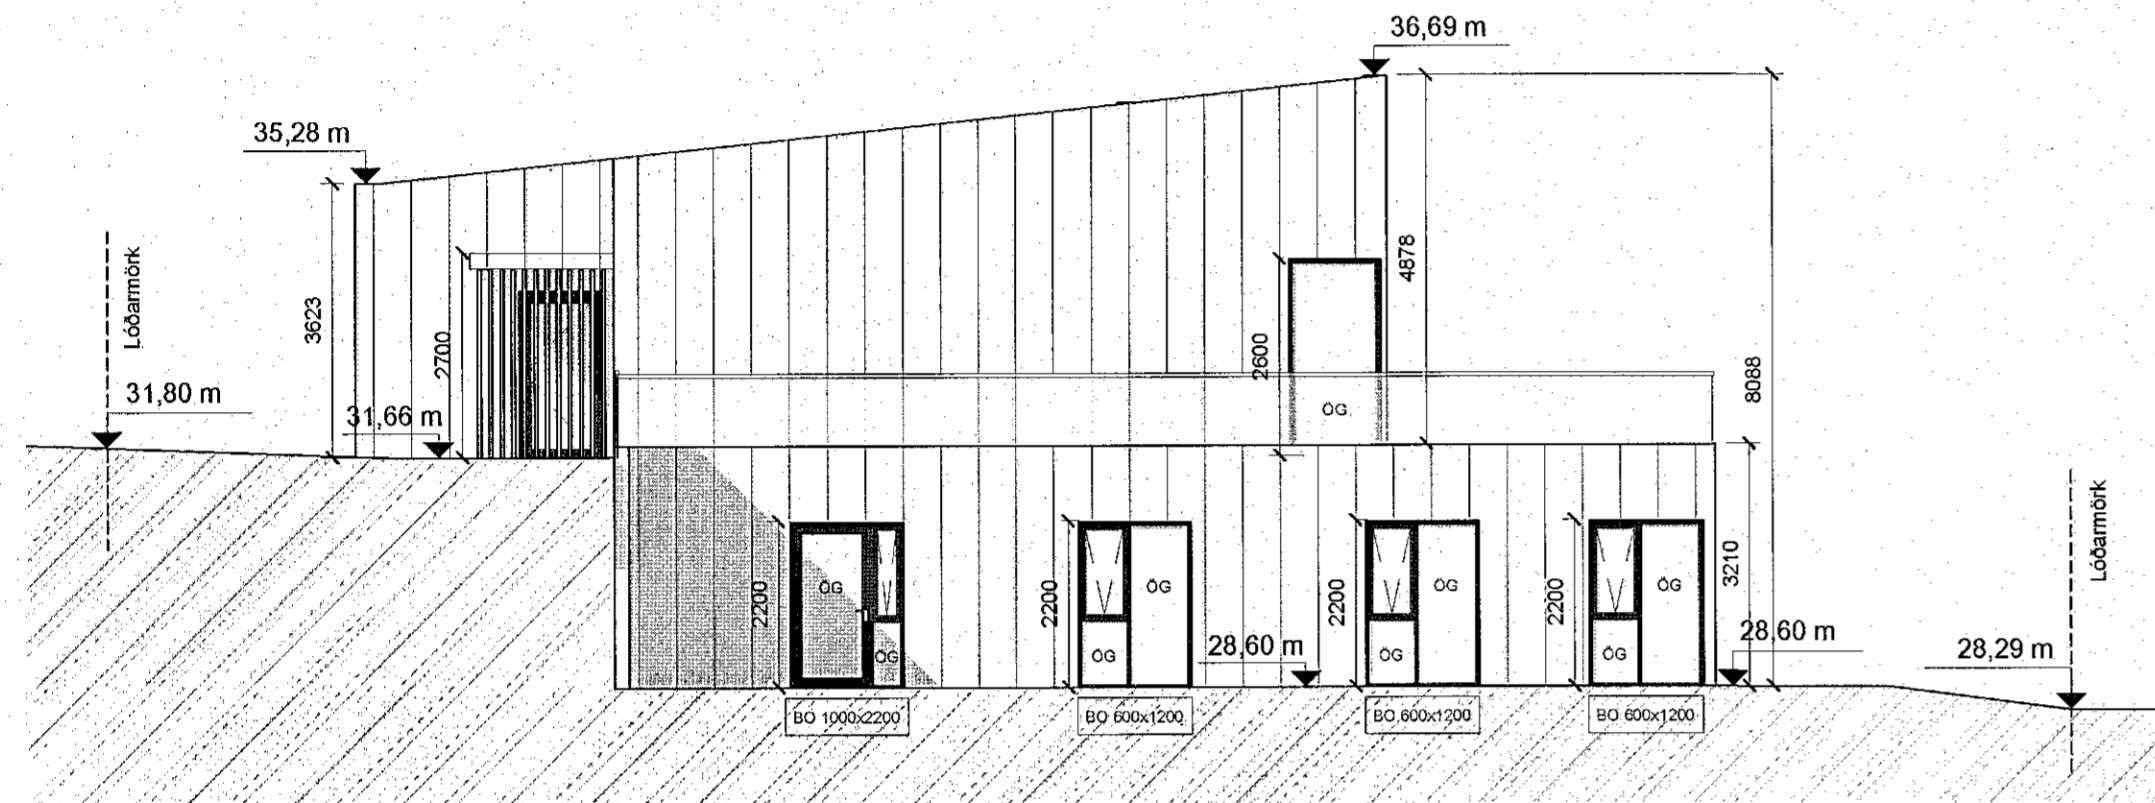 36,69 m
35,28 m
Lóðarmörk
3623
2700
31,80 m
31,66 m
2600
4878
8088
ÖG
2200
ÖG
ÖG
2200
ÖG
ÖG
28,60 m
2200
ÖG
ÖG
2200
ÖG
ÖG
3210
28,60 m
28,29 m
Lóðarmörk
BO 1000x2200
BO 600x1200
BO 600x1200
BO 600x1200